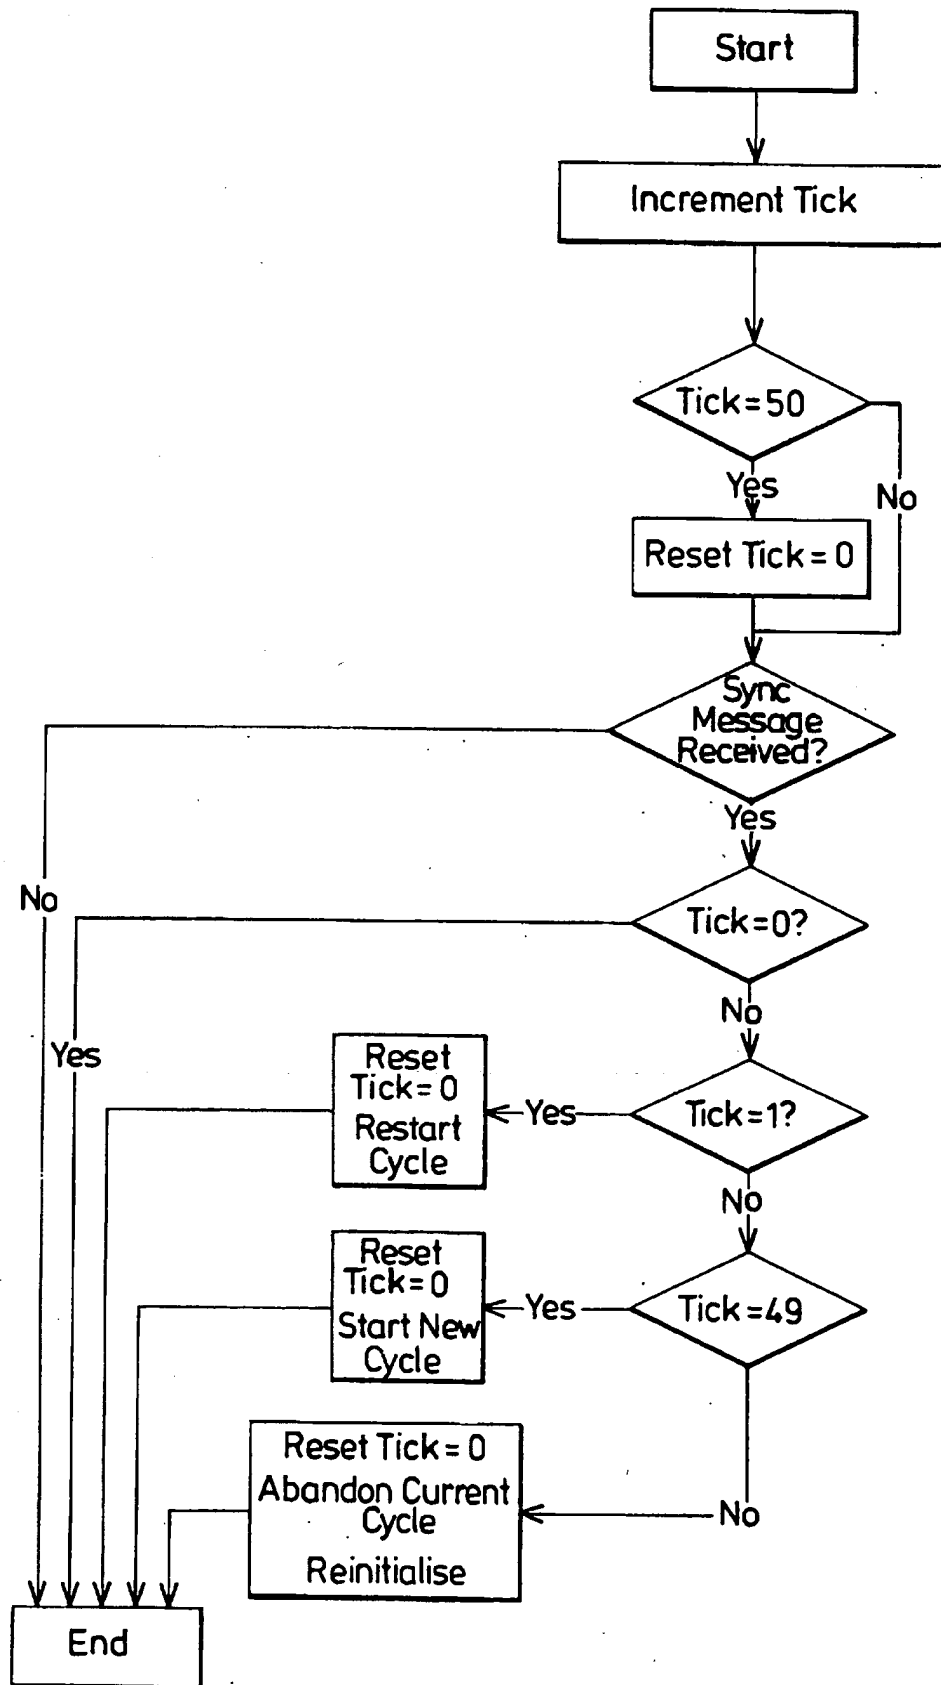 Start
Increment Tick
Tick=50
Yes
No
Reset Tick = 0
Sync
Message
Received?
Yes
No
Tick=0?
No
Yes
Reset
Tick= 0
Restart
Cycle
Yes
Tick=1?
No
Reset
Tick=0
Start New
Cycle
Yes
Tick=49
Reset Tick = 0
Abandon Current
Cycle
Reinitialise
No
End